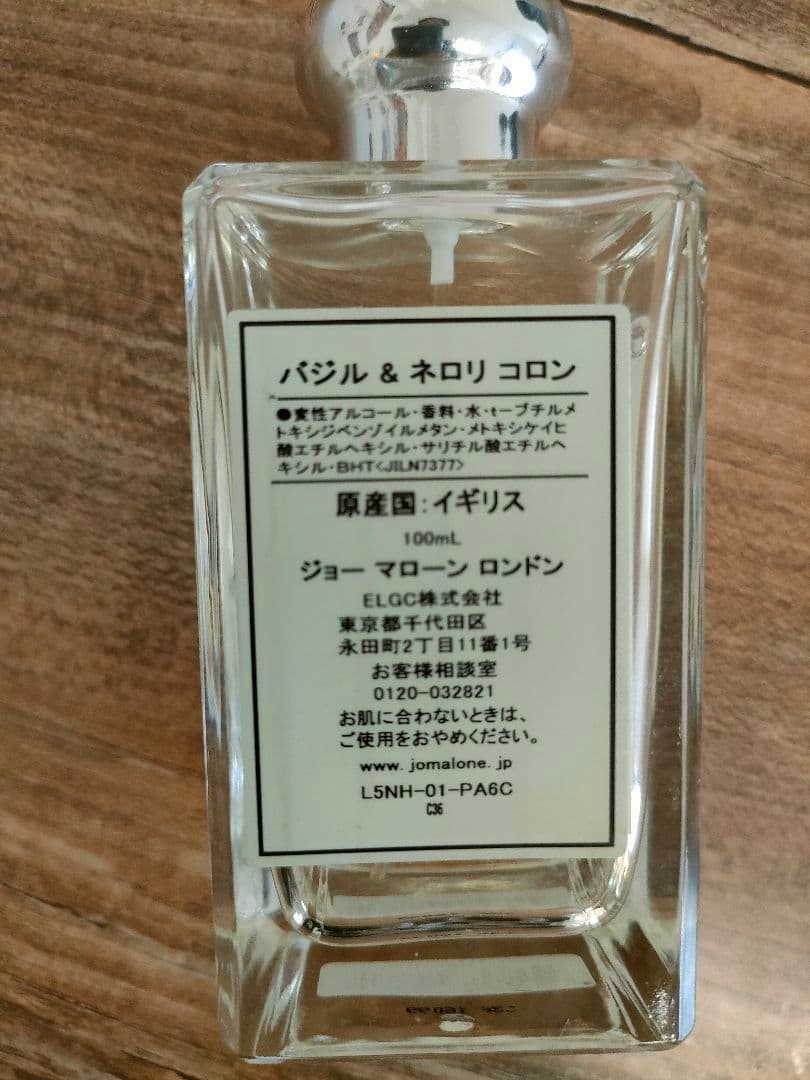 バジル & ネロリ コロン
●変性アルコール・香料・水・t-ブチルメ
トキシジベンゾイルメタン・メトキシケイヒ
酸エチルヘキシル・サリチル酸エチルヘ
キシル・BHT<JILN7377>
原産国:イギリス
100mL
ジョー マローン ロンドン
ELGC株式会社
東京都千代田区
永田町2丁目11番1号
お客様相談室
0120-032821
お肌に合わないときは、
ご使用をおやめください。
www.jomalone.jp
L5NH-01-PA6C
C36